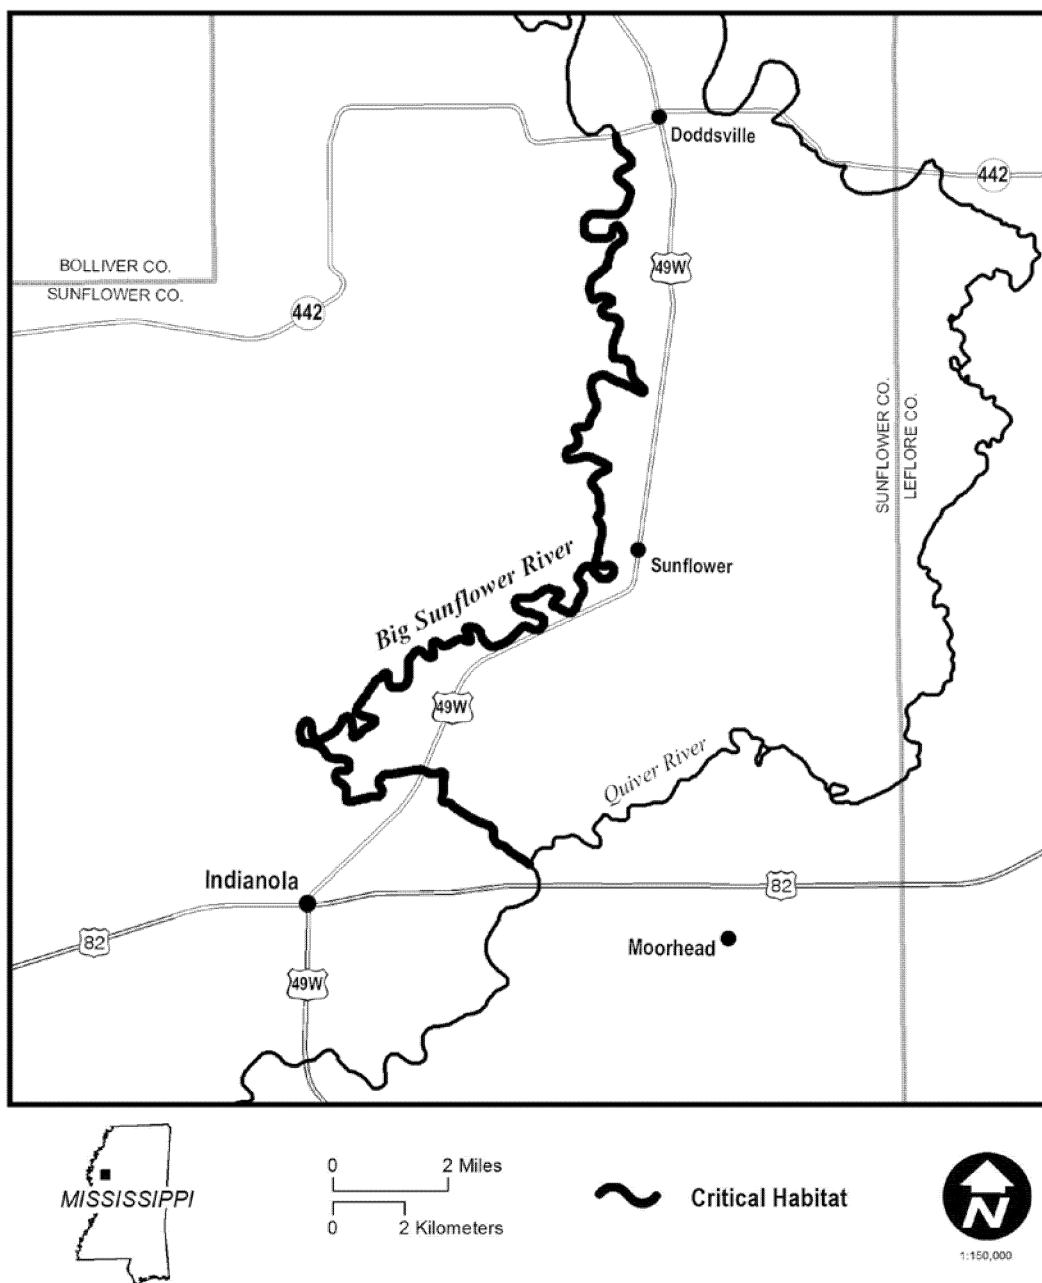 Doddsville
442
49W
BOLLIVER CO.
SUNFLOWER CO.
442
SUNFLOWER CO.
LEFLORE CO.
Sunflower
Big Sunflower River
49W
Quiver River
Indianola
82
82
Moorhead
49W
MISSISSIPPI
0 2 Miles
0 2 Kilometers
Critical Habitat
N
1:150,000